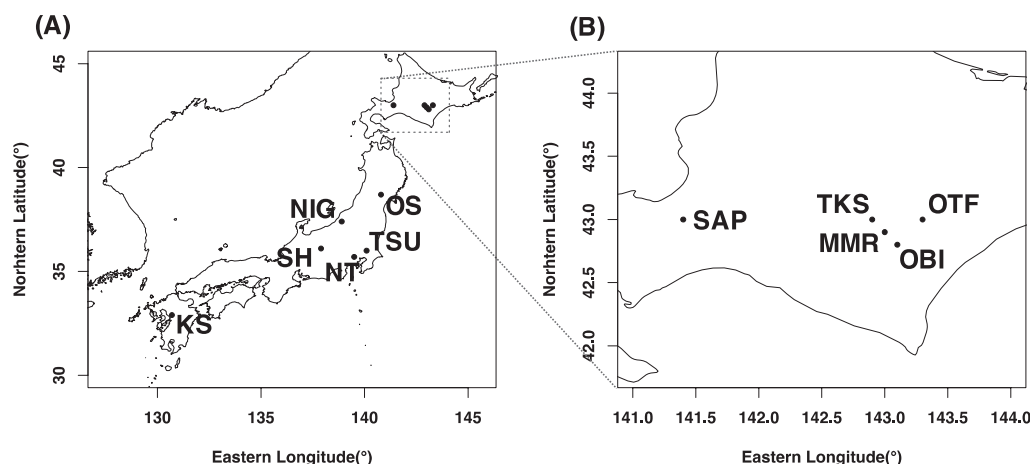 (A)
45
40
35
30
Norhtern Latitude(°)
NIG
OS
SH
TSU
NT
KS
130 135 140 145
Eastern Longitude(°)
(B)
44.0
43.5
43.0
42.5
42.0
Norhtern Latitude(°)
SAP
TKS
OTF
MMR
OBI
141.0 141.5 142.0 142.5 143.0 143.5 144.0
Eastern Longitude(°)